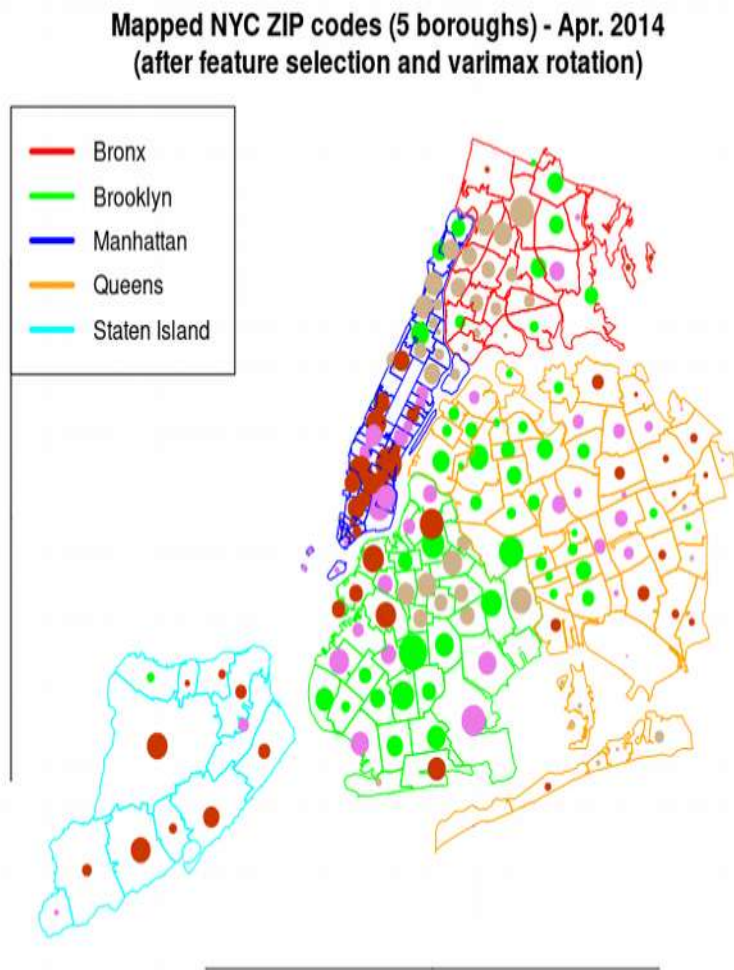 Mapped NYC ZIP codes (5 boroughs) - Apr. 2014
(after feature selection and varimax rotation)
Bronx
Brooklyn
Manhattan
Queens
Staten Island